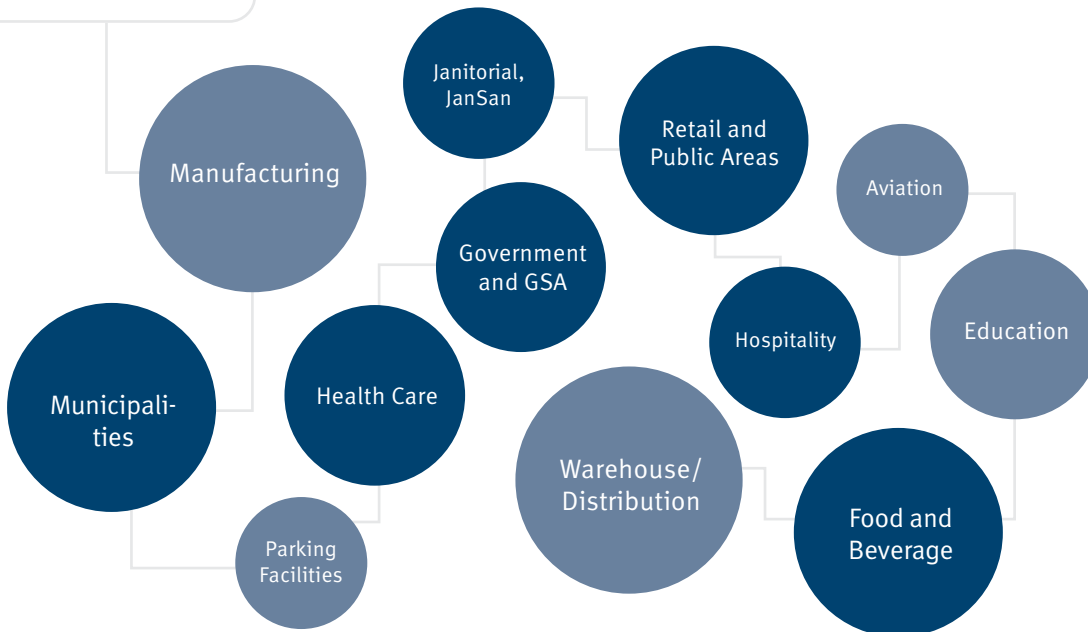 Janitorial,
JanSan
Retail and
Public Areas
Manufacturing
Aviation
Government
and GSA
Education
Hospitality
Health Care
Municipali-
ties
Warehouse/
Distribution
Food and
Beverage
Parking
Facilities